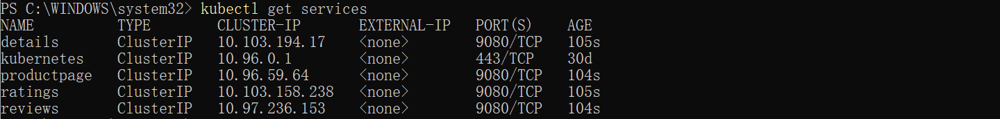 PS C:\WINDOWS\system32> kubectl get services
NAME          TYPE        CLUSTER-IP       EXTERNAL-IP   PORT(S)    AGE
details       ClusterIP   10.103.194.17    <none>        9080/TCP   105s
kubernetes    ClusterIP   10.96.0.1        <none>        443/TCP    30d
productpage   ClusterIP   10.96.59.64      <none>        9080/TCP   104s
ratings       ClusterIP   10.103.158.238   <none>        9080/TCP   105s
reviews       ClusterIP   10.97.236.153    <none>        9080/TCP   104s